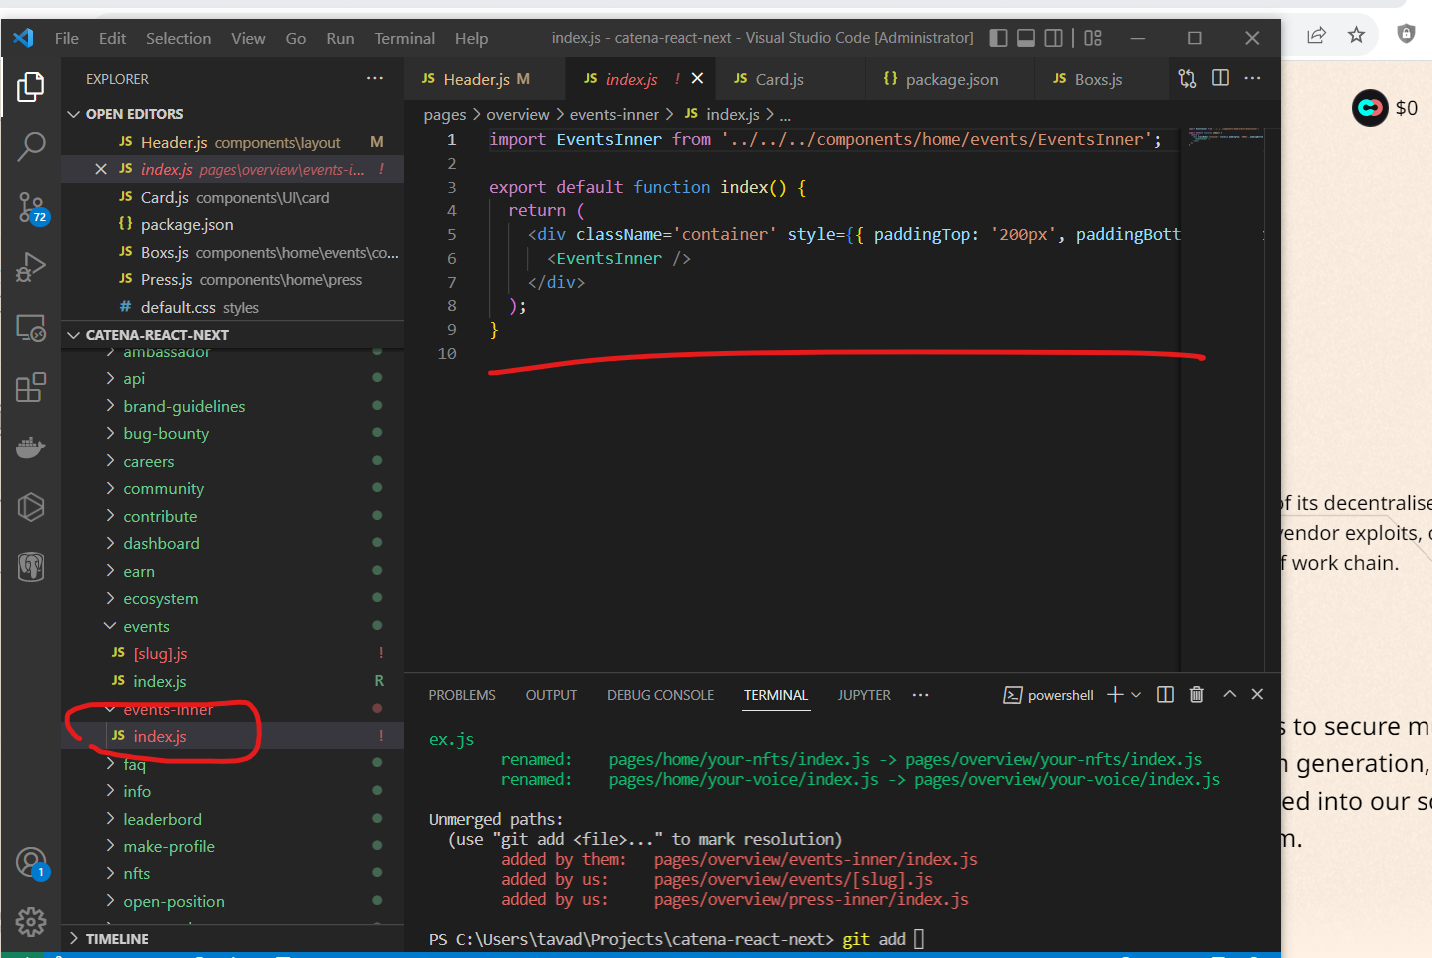 File Edit Selection View Go Run Terminal Help
index.js - catena-react-next - Visual Studio Code [Administrator]
EXPLORER
OPEN EDITORS
JS Header.js components\layout M
JS index.js pages\overview\events-i... !
JS Card.js components\UI\card
{} package.json
JS Boxs.js components\home\events\co...
JS Press.js components\home\press
# default.css styles
CATENA-REACT-NEXT
ambassador
api
brand-guidelines
bug-bounty
careers
community
contribute
dashboard
earn
ecosystem
events
JS [slug].js !
JS index.js R
events-inner
JS index.js !
faq
info
leaderbord
make-profile
nfts
open-position
TIMELINE
72
1
JS Header.js M
JS index.js !
JS Card.js
{} package.json
JS Boxs.js
pages > overview > events-inner > JS index.js > ...
1 import EventsInner from '../../../components/home/events/EventsInner';
2
3 export default function index() {
4 return (
5 <div className='container' style={{ paddingTop: '200px', paddingBott
6 <EventsInner />
7 </div>
8 );
9 }
10
PROBLEMS OUTPUT DEBUG CONSOLE TERMINAL JUPYTER ... powershell
ex.js
renamed: pages/home/your-nfts/index.js -> pages/overview/your-nfts/index.js
renamed: pages/home/your-voice/index.js -> pages/overview/your-voice/index.js
Unmerged paths:
(use "git add <file>..." to mark resolution)
added by them: pages/overview/events-inner/index.js
added by us: pages/overview/events/[slug].js
added by us: pages/overview/press-inner/index.js
PS C:\Users\tavad\Projects\catena-react-next> git add
$0
of its decentralise
vendor exploits,
f work chain.
s to secure m
n generation,
ed into our s
m.